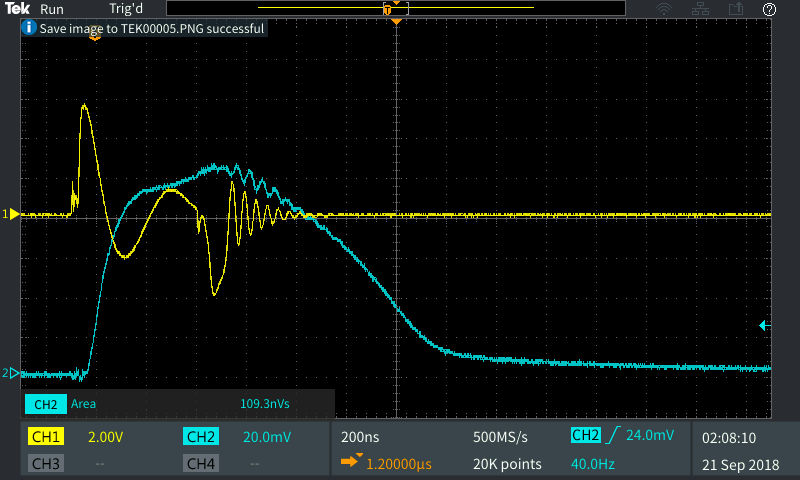 Tek Run Trig'd
T
i Save image to TEK00005.PNG successful
1
2
CH2 Area 109.3nVs
CH1 2.00V CH2 20.0mV 200ns 500MS/s CH2 24.0mV 02:08:10
CH3 -- CH4 -- 1.20000µs 20K points 40.0Hz 21 Sep 2018